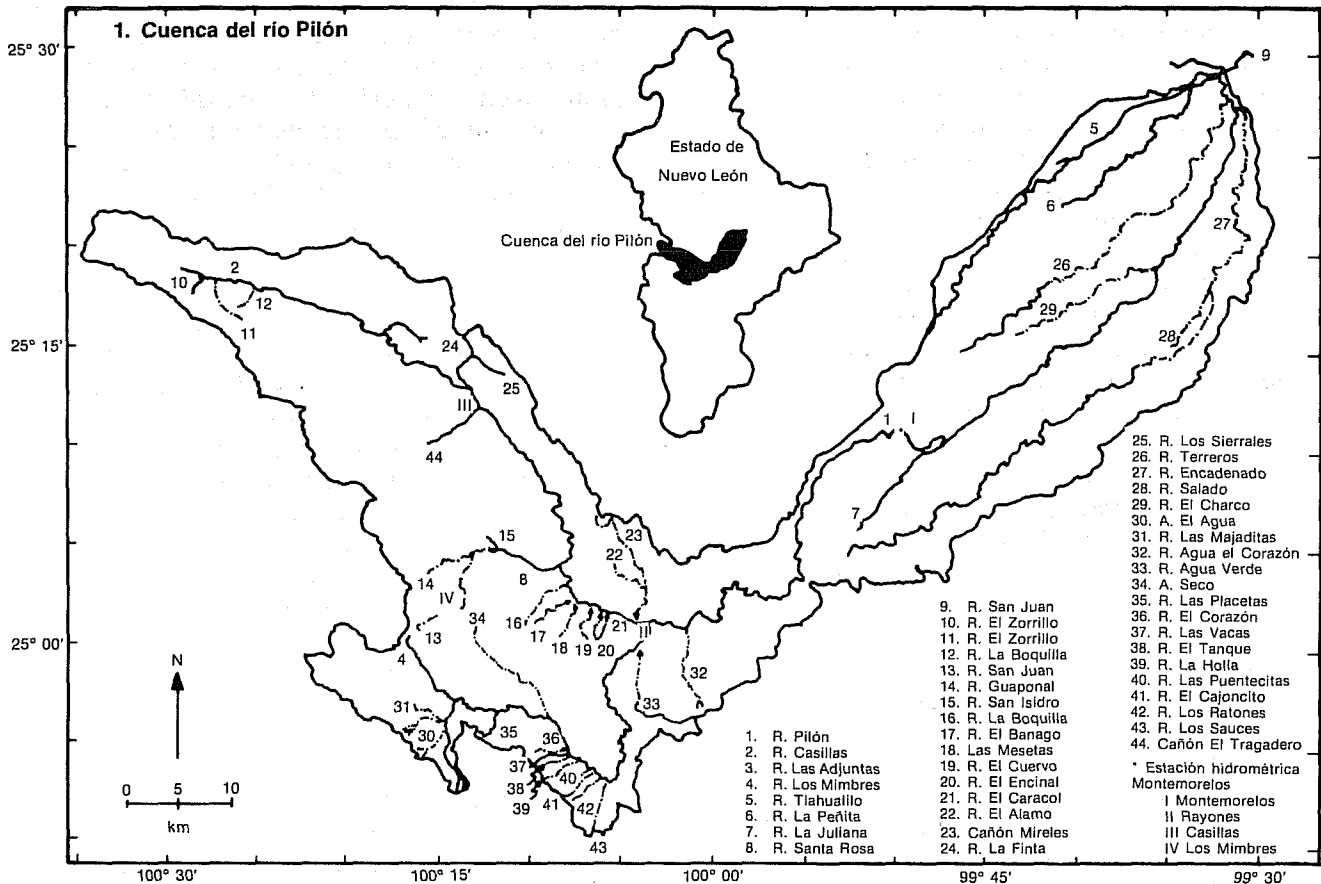 1. Cuenca del río Pilón
25° 30'
25° 15'
25° 00'
100° 30'
100° 15'
100° 00'
99° 45'
99° 30'
Estado de
Nuevo León
Cuenca del río Pilón
9
5
6
27
26
29
28
2
10
12
11
24
25
III
44
1 I
7
15
23
22
14
8
IV
34
13
16
17
18
19
20
21
II
32
33
4
31
30
35
36
37
38
39
40
41
42
43
N
0 5 10
km
1. R. Pilón
2. R. Casillas
3. R. Las Adjuntas
4. R. Los Mimbres
5. R. Tlahualilo
6. R. La Peñita
7. R. La Juliana
8. R. Santa Rosa
9. R. San Juan
10. R. El Zorrillo
11. R. El Zorrillo
12. R. La Boquilla
13. R. San Juan
14. R. Guaponal
15. R. San Isidro
16. R. La Boquilla
17. R. El Banago
18. Las Mesetas
19. R. El Cuervo
20. R. El Encinal
21. R. El Caracol
22. R. El Alamo
23. Cañón Mireles
24. R. La Finta
25. R. Los Sierrales
26. R. Terreros
27. R. Encadenado
28. R. Salado
29. R. El Charco
30. A. El Agua
31. R. Las Majaditas
32. R. Agua el Corazón
33. R. Agua Verde
34. A. Seco
35. R. Las Placetas
36. R. El Corazón
37. R. Las Vacas
38. R. El Tanque
39. R. La Holla
40. R. Las Puentecitas
41. R. El Cajoncito
42. R. Los Ratones
43. R. Los Sauces
44. Cañón El Tragadero
* Estación hidrométrica
Montemorelos
I Montemorelos
II Rayones
III Casillas
IV Los Mimbres